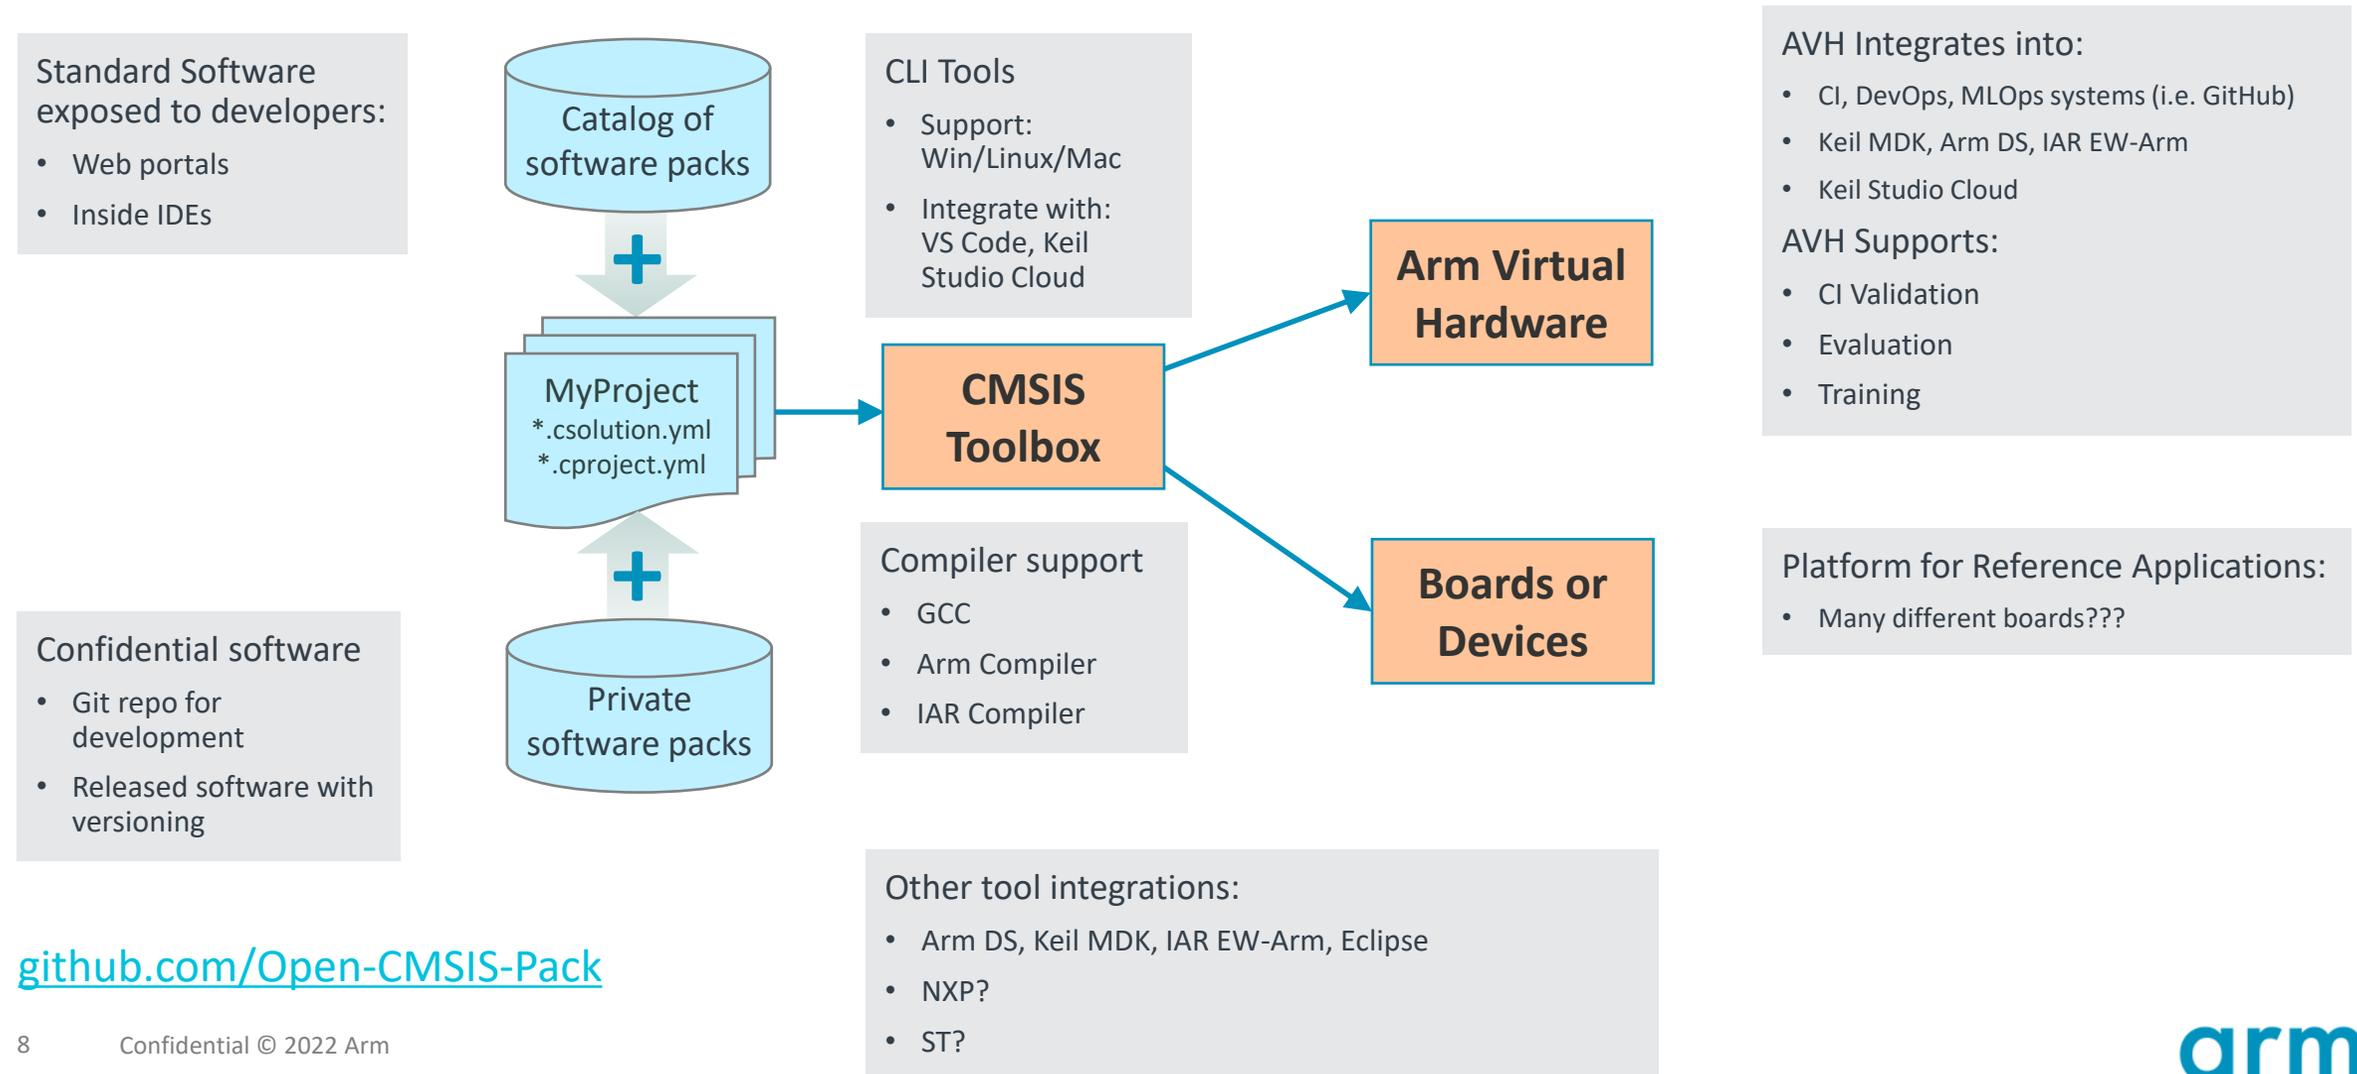 Standard Software
exposed to developers:
• Web portals
• Inside IDEs
Catalog of
software packs
+
MyProject
*.csolution.yml
*.cproject.yml
+
Private
software packs
Confidential software
• Git repo for
development
• Released software with
versioning
CLI Tools
• Support:
Win/Linux/Mac
• Integrate with:
VS Code, Keil
Studio Cloud
CMSIS
Toolbox
Compiler support
• GCC
• Arm Compiler
• IAR Compiler
Arm Virtual
Hardware
Boards or
Devices
AVH Integrates into:
• CI, DevOps, MLOps systems (i.e. GitHub)
• Keil MDK, Arm DS, IAR EW-Arm
• Keil Studio Cloud
AVH Supports:
• CI Validation
• Evaluation
• Training
Platform for Reference Applications:
• Many different boards???
Other tool integrations:
• Arm DS, Keil MDK, IAR EW-Arm, Eclipse
• NXP?
• ST?
github.com/Open-CMSIS-Pack
8 Confidential © 2022 Arm
arm